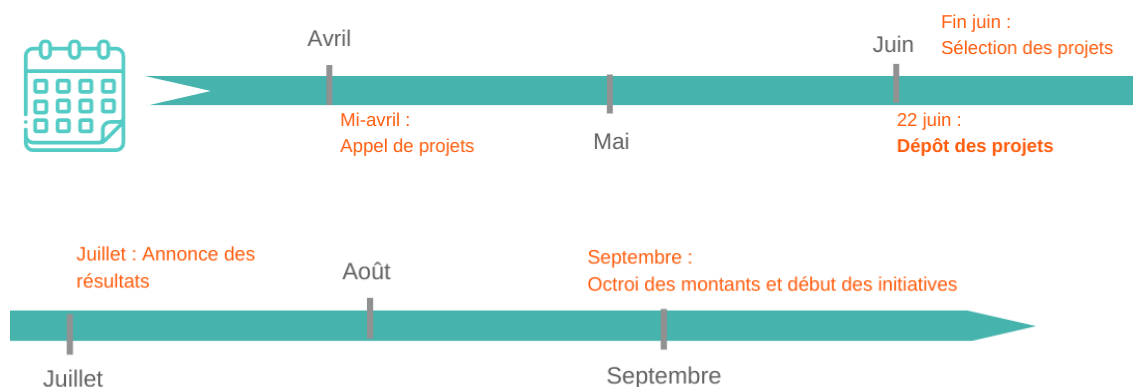 Avril
Mi-avril :
Appel de projets
Mai
Juin
Fin juin :
Sélection des projets
22 juin :
Dépôt des projets
Juillet : Annonce des
résultats
Juillet
Août
Septembre :
Octroi des montants et début des initiatives
Septembre